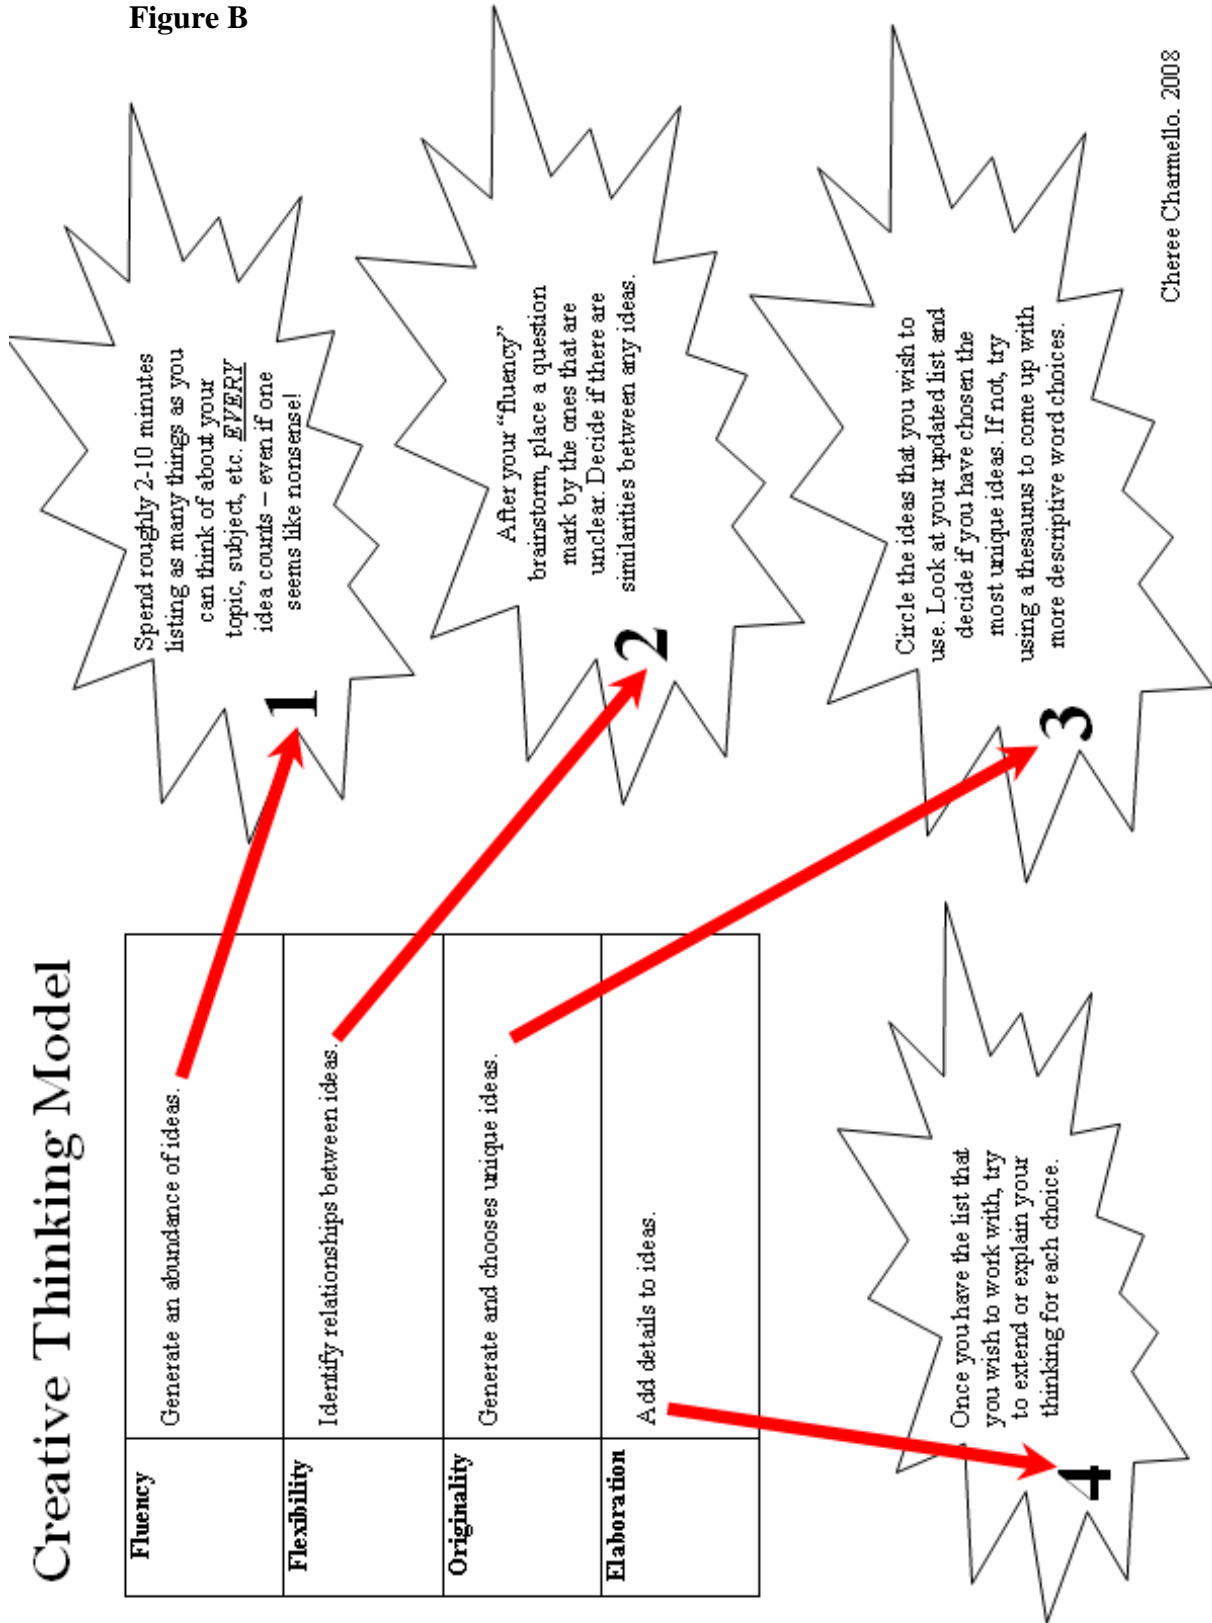 Figure B
Creative Thinking Model
Fluency
Generate an abundance of ideas.
Flexibility
Identify relationships between ideas.
Originality
Generate and chooses unique ideas.
Elaboration
Add details to ideas.
1
Spend roughly 2-10 minutes
listing as many things as you
can think of about your
topic, subject, etc. EVERY
idea counts – even if one
seems like nonsense!
2
After your “fluency”
brainstorm, place a question
mark by the ones that are
unclear. Decide if there are
similarities between any ideas.
3
Circle the ideas that you wish to
use. Look at your updated list and
decide if you have chosen the
most unique ideas. If not, try
using a thesaurus to come up with
more descriptive word choices.
4
Once you have the list that
you wish to work with, try
to extend or explain your
thinking for each choice.
Cheree Charmello. 2008